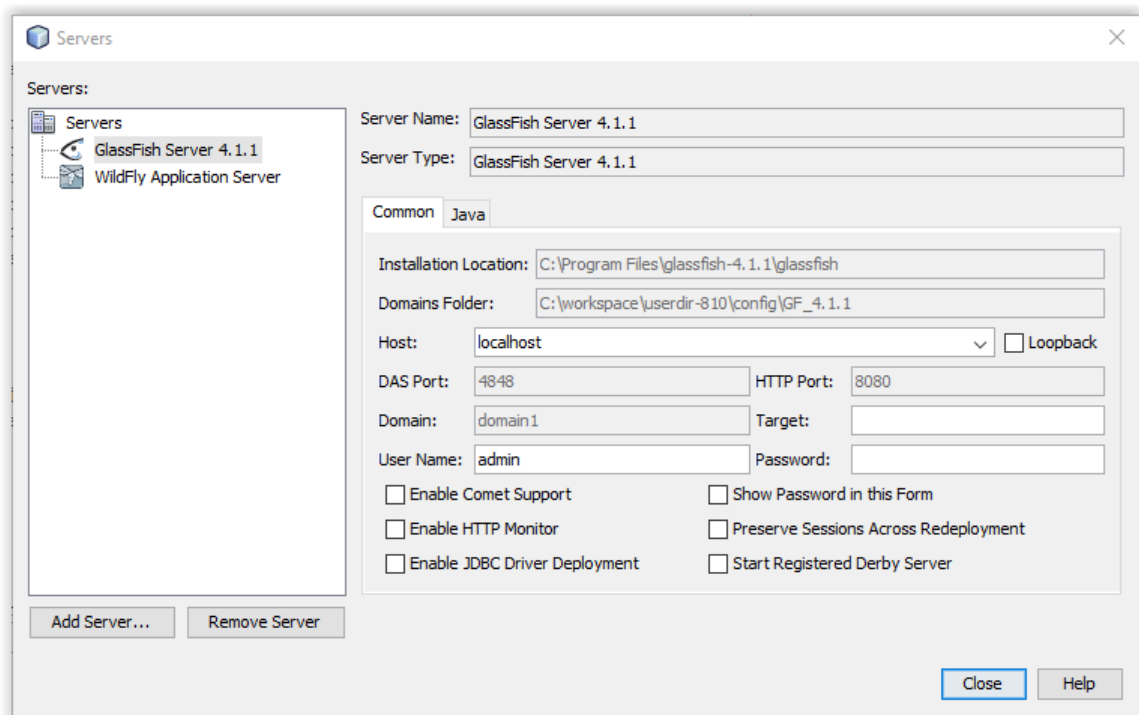 Servers
Servers:
Servers
GlassFish Server 4.1.1
WildFly Application Server
Add Server...
Remove Server
Server Name:
GlassFish Server 4.1.1
Server Type:
GlassFish Server 4.1.1
Common
Java
Installation Location:
C:\Program Files\glassfish-4.1.1\glassfish
Domains Folder:
C:\workspace\userdir-810\config\GF_4.1.1
Host:
localhost
Loopback
DAS Port:
4848
HTTP Port:
8080
Domain:
domain1
Target:
User Name:
admin
Password:
Enable Comet Support
Show Password in this Form
Enable HTTP Monitor
Preserve Sessions Across Redeployment
Enable JDBC Driver Deployment
Start Registered Derby Server
Close
Help